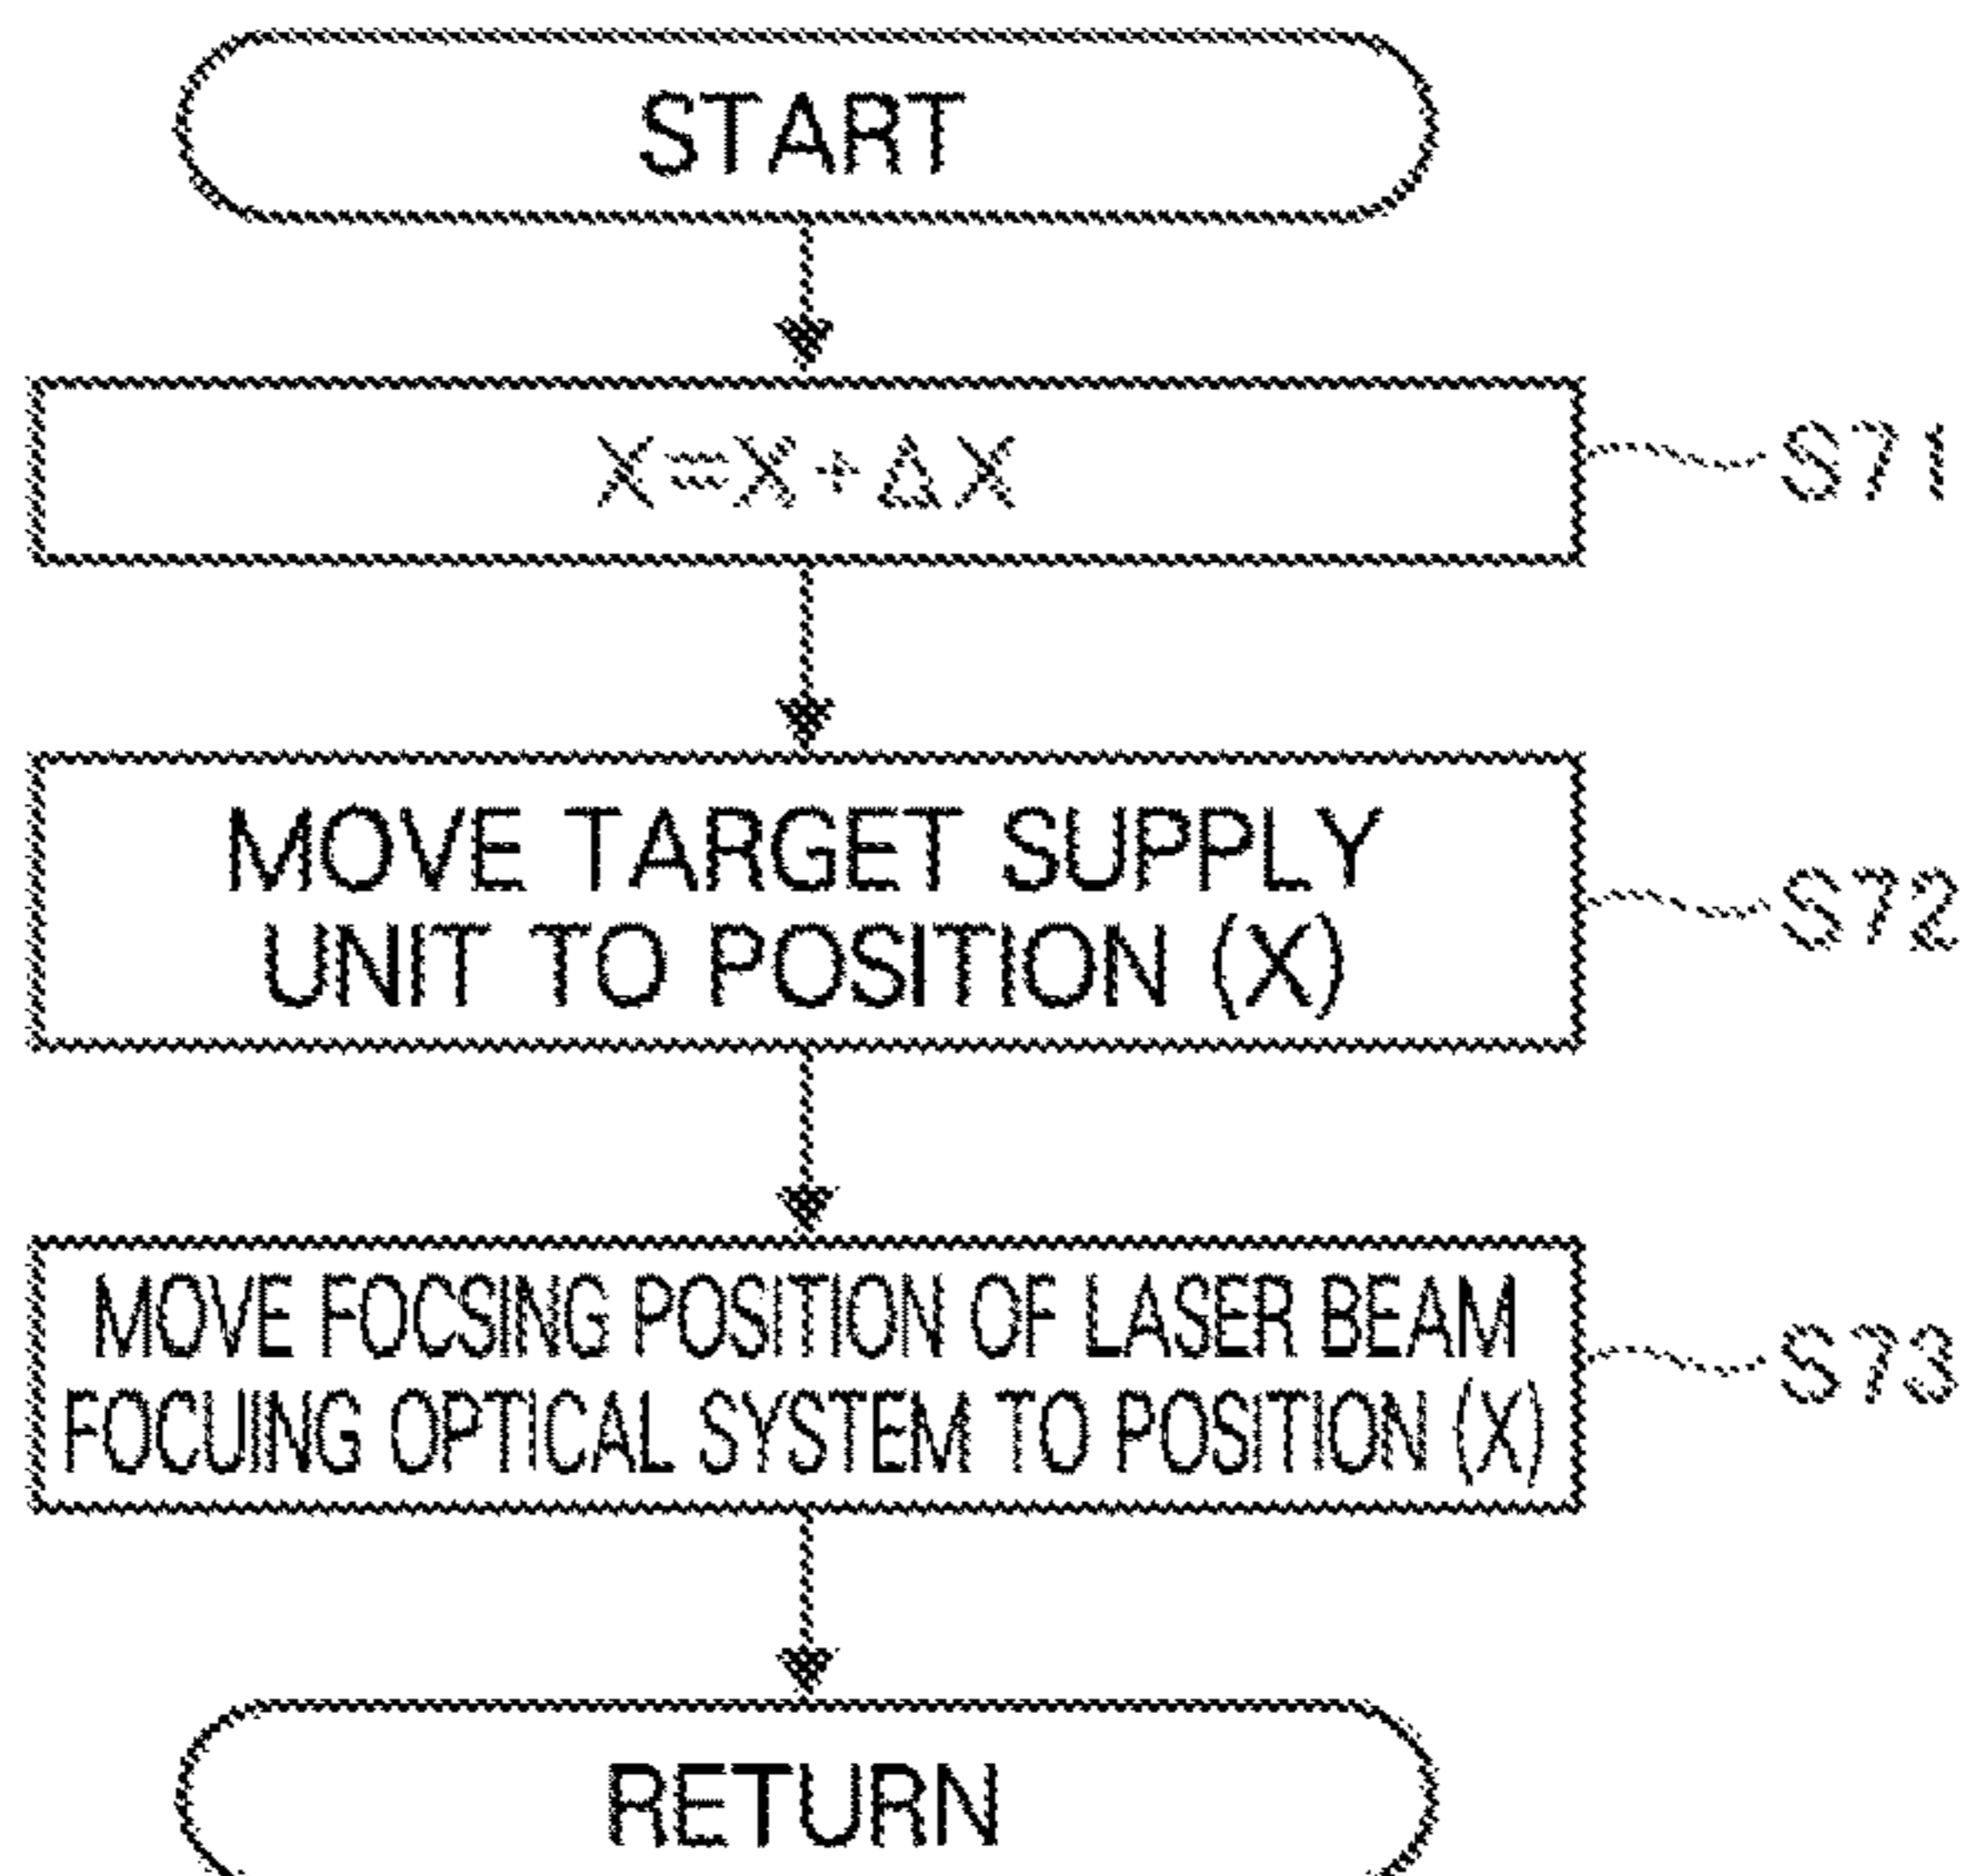 START
X=X+ΔX
S71
MOVE TARGET SUPPLY
UNIT TO POSITION (X)
S72
MOVE FOCSING POSITION OF LASER BEAM
FOCUING OPTICAL SYSTEM TO POSITION (X)
S73
RETURN